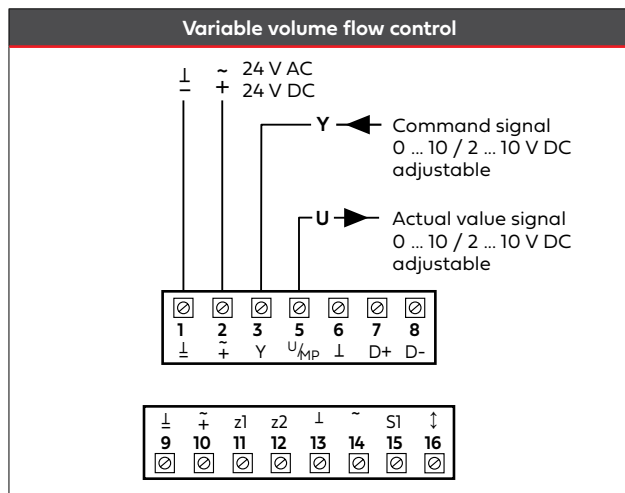 Variable volume flow control
⊥ ~ 24 V AC
– + 24 V DC
Y Command signal
0 ... 10 / 2 ... 10 V DC
adjustable
U Actual value signal
0 ... 10 / 2 ... 10 V DC
adjustable
1 2 3 5 6 7 8
⊥ ~ Y U/MP ⊥ D+ D-
– +
⊥ ~ z1 z2 ⊥ ~ S1 ↕
– +
9 10 11 12 13 14 15 16